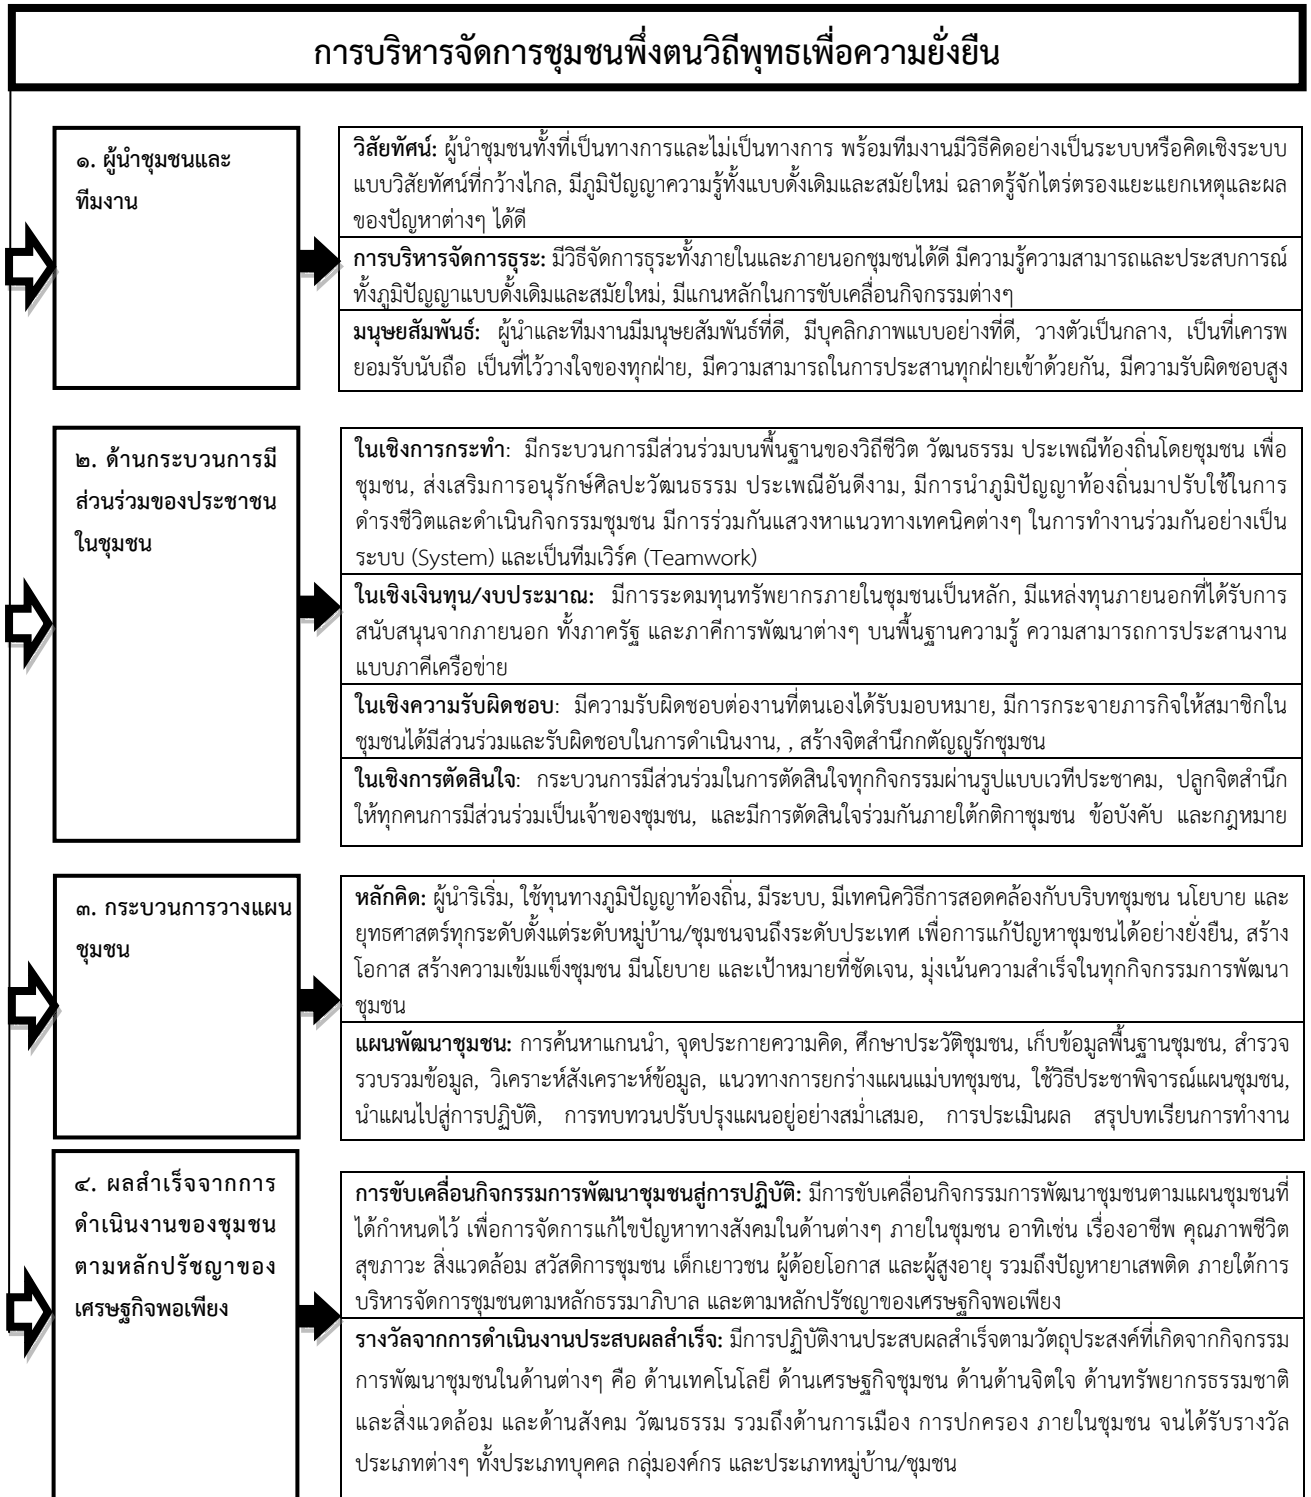 การบริหารจัดการชุมชนพึ่งตนวิถีพุทธเพื่อความยั่งยืน
๑. ผู้นำชุมชนและ
ทีมงาน
วิสัยทัศน์: ผู้นำชุมชนทั้งที่เป็นทางการและไม่เป็นทางการ พร้อมทีมงานมีวิธีคิดอย่างเป็นระบบหรือคิดเชิงระบบ
แบบวิสัยทัศน์ที่กว้างไกล, มีภูมิปัญญาความรู้ทั้งแบบดั้งเดิมและสมัยใหม่ ฉลาดรู้จักไตร่ตรองแยะแยกเหตุและผล
ของปัญหาต่างๆ ได้ดี
การบริหารจัดการธุระ: มีวิธีจัดการธุระทั้งภายในและภายนอกชุมชนได้ดี มีความรู้ความสามารถและประสบการณ์
ทั้งภูมิปัญญาแบบดั้งเดิมและสมัยใหม่, มีแกนหลักในการขับเคลื่อนกิจกรรมต่างๆ
มนุษยสัมพันธ์: ผู้นำและทีมงานมีมนุษยสัมพันธ์ที่ดี, มีบุคลิกภาพแบบอย่างที่ดี, วางตัวเป็นกลาง, เป็นที่เคารพ
ยอมรับนับถือ เป็นที่ไว้วางใจของทุกฝ่าย, มีความสามารถในการประสานทุกฝ่ายเข้าด้วยกัน, มีความรับผิดชอบสูง
๒. ด้านกระบวนการมี
ส่วนร่วมของประชาชน
ในชุมชน
ในเชิงการกระทำ: มีกระบวนการมีส่วนร่วมบนพื้นฐานของวิถีชีวิต วัฒนธรรม ประเพณีท้องถิ่นโดยชุมชน เพื่อ
ชุมชน, ส่งเสริมการอนุรักษ์ศิลปะวัฒนธรรม ประเพณีอันดีงาม, มีการนำภูมิปัญญาท้องถิ่นมาปรับใช้ในการ
ดำรงชีวิตและดำเนินกิจกรรมชุมชน มีการร่วมกันแสวงหาแนวทางเทคนิคต่างๆ ในการทำงานร่วมกันอย่างเป็น
ระบบ (System) และเป็นทีมเวิร์ค (Teamwork)
ในเชิงเงินทุน/งบประมาณ: มีการระดมทุนทรัพยากรภายในชุมชนเป็นหลัก, มีแหล่งทุนภายนอกที่ได้รับการ
สนับสนุนจากภายนอก ทั้งภาครัฐ และภาคีการพัฒนาต่างๆ บนพื้นฐานความรู้ ความสามารถการประสานงาน
แบบภาคีเครือข่าย
ในเชิงความรับผิดชอบ: มีความรับผิดชอบต่องานที่ตนเองได้รับมอบหมาย, มีการกระจายภารกิจให้สมาชิกใน
ชุมชนได้มีส่วนร่วมและรับผิดชอบในการดำเนินงาน, , สร้างจิตสำนึกกตัญญูรักชุมชน
ในเชิงการตัดสินใจ: กระบวนการมีส่วนร่วมในการตัดสินใจทุกกิจกรรมผ่านรูปแบบเวทีประชาคม, ปลูกจิตสำนึก
ให้ทุกคนการมีส่วนร่วมเป็นเจ้าของชุมชน, และมีการตัดสินใจร่วมกันภายใต้กติกาชุมชน ข้อบังคับ และกฎหมาย
๓. กระบวนการวางแผน
ชุมชน
หลักคิด: ผู้นำริเริ่ม, ใช้ทุนทางภูมิปัญญาท้องถิ่น, มีระบบ, มีเทคนิควิธีการสอดคล้องกับบริบทชุมชน นโยบาย และ
ยุทธศาสตร์ทุกระดับตั้งแต่ระดับหมู่บ้าน/ชุมชนจนถึงระดับประเทศ เพื่อการแก้ปัญหาชุมชนได้อย่างยั่งยืน, สร้าง
โอกาส สร้างความเข้มแข็งชุมชน มีนโยบาย และเป้าหมายที่ชัดเจน, มุ่งเน้นความสำเร็จในทุกกิจกรรมการพัฒนา
ชุมชน
แผนพัฒนาชุมชน: การค้นหาแกนนำ, จุดประกายความคิด, ศึกษาประวัติชุมชน, เก็บข้อมูลพื้นฐานชุมชน, สำรวจ
รวบรวมข้อมูล, วิเคราะห์สังเคราะห์ข้อมูล, แนวทางการยกร่างแผนแม่บทชุมชน, ใช้วิธีประชาพิจารณ์แผนชุมชน,
นำแผนไปสู่การปฏิบัติ, การทบทวนปรับปรุงแผนอยู่อย่างสม่ำเสมอ, การประเมินผล สรุปบทเรียนการทำงาน
๔. ผลสำเร็จจากการ
ดำเนินงานของชุมชน
ตามหลักปรัชญาของ
เศรษฐกิจพอเพียง
การขับเคลื่อนกิจกรรมการพัฒนาชุมชนสู่การปฏิบัติ: มีการขับเคลื่อนกิจกรรมการพัฒนาชุมชนตามแผนชุมชนที่
ได้กำหนดไว้ เพื่อการจัดการแก้ไขปัญหาทางสังคมในด้านต่างๆ ภายในชุมชน อาทิเช่น เรื่องอาชีพ คุณภาพชีวิต
สุขภาวะ สิ่งแวดล้อม สวัสดิการชุมชน เด็กเยาวชน ผู้ด้อยโอกาส และผู้สูงอายุ รวมถึงปัญหายาเสพติด ภายใต้การ
บริหารจัดการชุมชนตามหลักธรรมาภิบาล และตามหลักปรัชญาของเศรษฐกิจพอเพียง
รางวัลจากการดำเนินงานประสบผลสำเร็จ: มีการปฏิบัติงานประสบผลสำเร็จตามวัตถุประสงค์ที่เกิดจากกิจกรรม
การพัฒนาชุมชนในด้านต่างๆ คือ ด้านเทคโนโลยี ด้านเศรษฐกิจชุมชน ด้านด้านจิตใจ ด้านทรัพยากรธรรมชาติ
และสิ่งแวดล้อม และด้านสังคม วัฒนธรรม รวมถึงด้านการเมือง การปกครอง ภายในชุมชน จนได้รับรางวัล
ประเภทต่างๆ ทั้งประเภทบุคคล กลุ่มองค์กร และประเภทหมู่บ้าน/ชุมชน